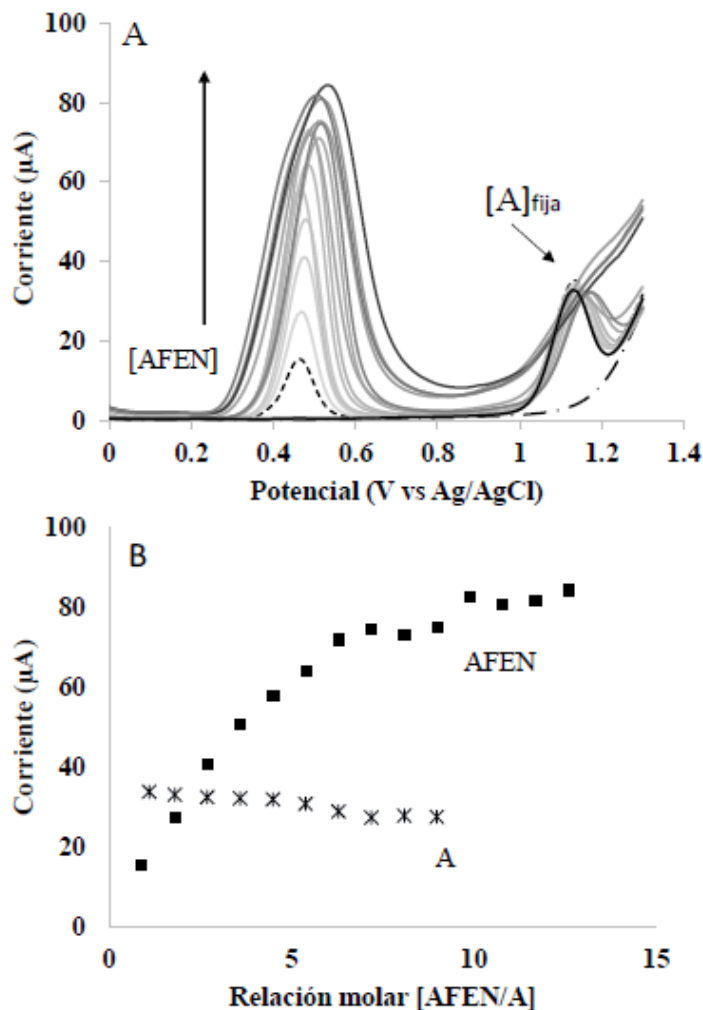 A
100
80
60
40
20
0
Corriente (µA)
[AFEN]
[A]fija
0 0.2 0.4 0.6 0.8 1 1.2 1.4
Potencial (V vs Ag/AgCl)
B
100
80
60
40
20
0
Corriente (µA)
AFEN
A
0 5 10 15
Relación molar [AFEN/A]